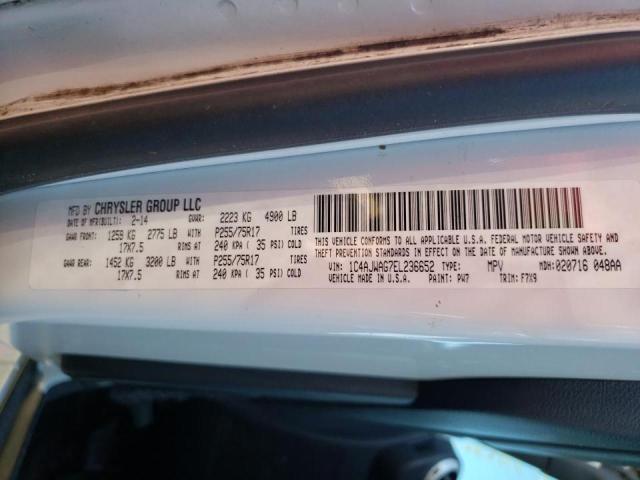 MFD BY CHRYSLER GROUP LLC
DATE OF MFR(BUILT): 2-14 GVWR: 2223 KG 4900 LB
GAWR FRONT: 1259 KG 2775 LB WITH P255/75R17 TIRES
17X7.5 RIMS AT 240 KPA ( 35 PSI) COLD
GAWR REAR: 1452 KG 3200 LB WITH P255/75R17 TIRES
17X7.5 RIMS AT 240 KPA ( 35 PSI) COLD
THIS VEHICLE CONFORMS TO ALL APPLICABLE U.S.A. FEDERAL MOTOR VEHICLE SAFETY AND
THEFT PREVENTION STANDARDS IN EFFECT ON THE DATE OF MANUFACTURE SHOWN ABOVE.
VIN: 1C4AJWAG7EL236652 TYPE: MPV MDH:020716 048AA
VEHICLE MADE IN U.S.A. PAINT: PW7 TRIM: F7X9